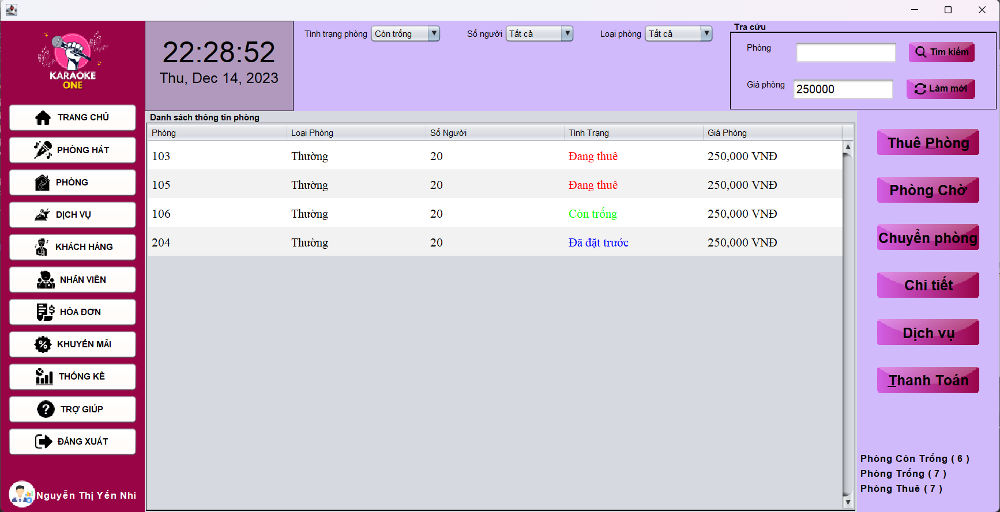 KARAOKE
ONE
TRANG CHỦ
PHÒNG HÁT
PHÒNG
DỊCH VỤ
KHÁCH HÀNG
NHÂN VIÊN
HÓA ĐƠN
KHUYẾN MÃI
THỐNG KÊ
TRỢ GIÚP
ĐĂNG XUẤT
Nguyễn Thị Yến Nhi
22:28:52
Thu, Dec 14, 2023
Tình trạng phòng Còn trống Số người Tất cả Loại phòng Tất cả
Tra cứu
Phòng Tìm kiếm
Giá phòng 250000 Làm mới
Danh sách thông tin phòng
Phòng Loại Phòng Số Người Tình Trạng Giá Phòng
103 Thường 20 Đang thuê 250,000 VNĐ
105 Thường 20 Đang thuê 250,000 VNĐ
106 Thường 20 Còn trống 250,000 VNĐ
204 Thường 20 Đã đặt trước 250,000 VNĐ
Thuê Phòng
Phòng Chờ
Chuyển phòng
Chi tiết
Dịch vụ
Thanh Toán
Phòng Còn Trống ( 6 )
Phòng Trống ( 7 )
Phòng Thuê ( 7 )